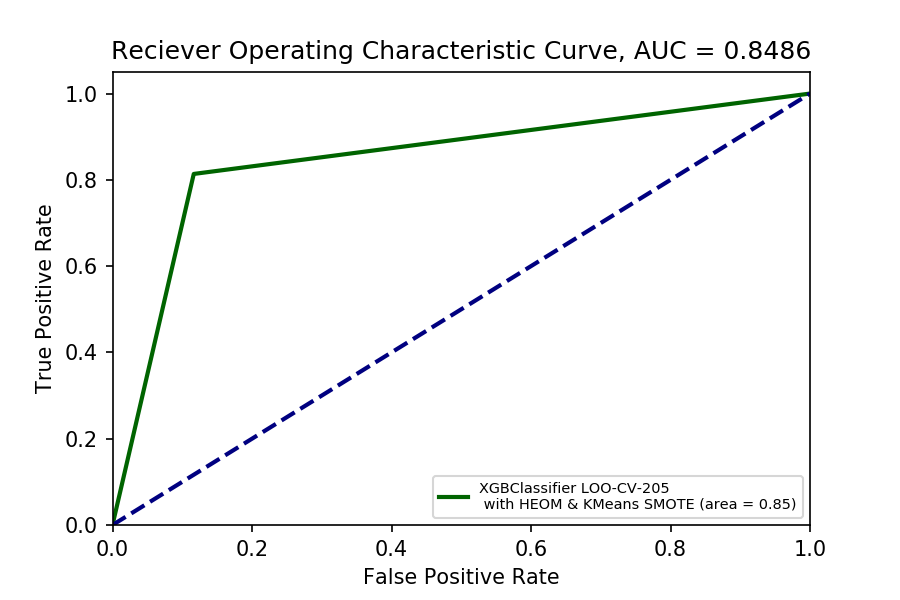 Reciever Operating Characteristic Curve, AUC = 0.8486
1.0
0.8
0.6
0.4
0.2
0.0
True Positive Rate
XGBClassifier LOO-CV-205
with HEOM & KMeans SMOTE (area = 0.85)
0.0 0.2 0.4 0.6 0.8 1.0
False Positive Rate